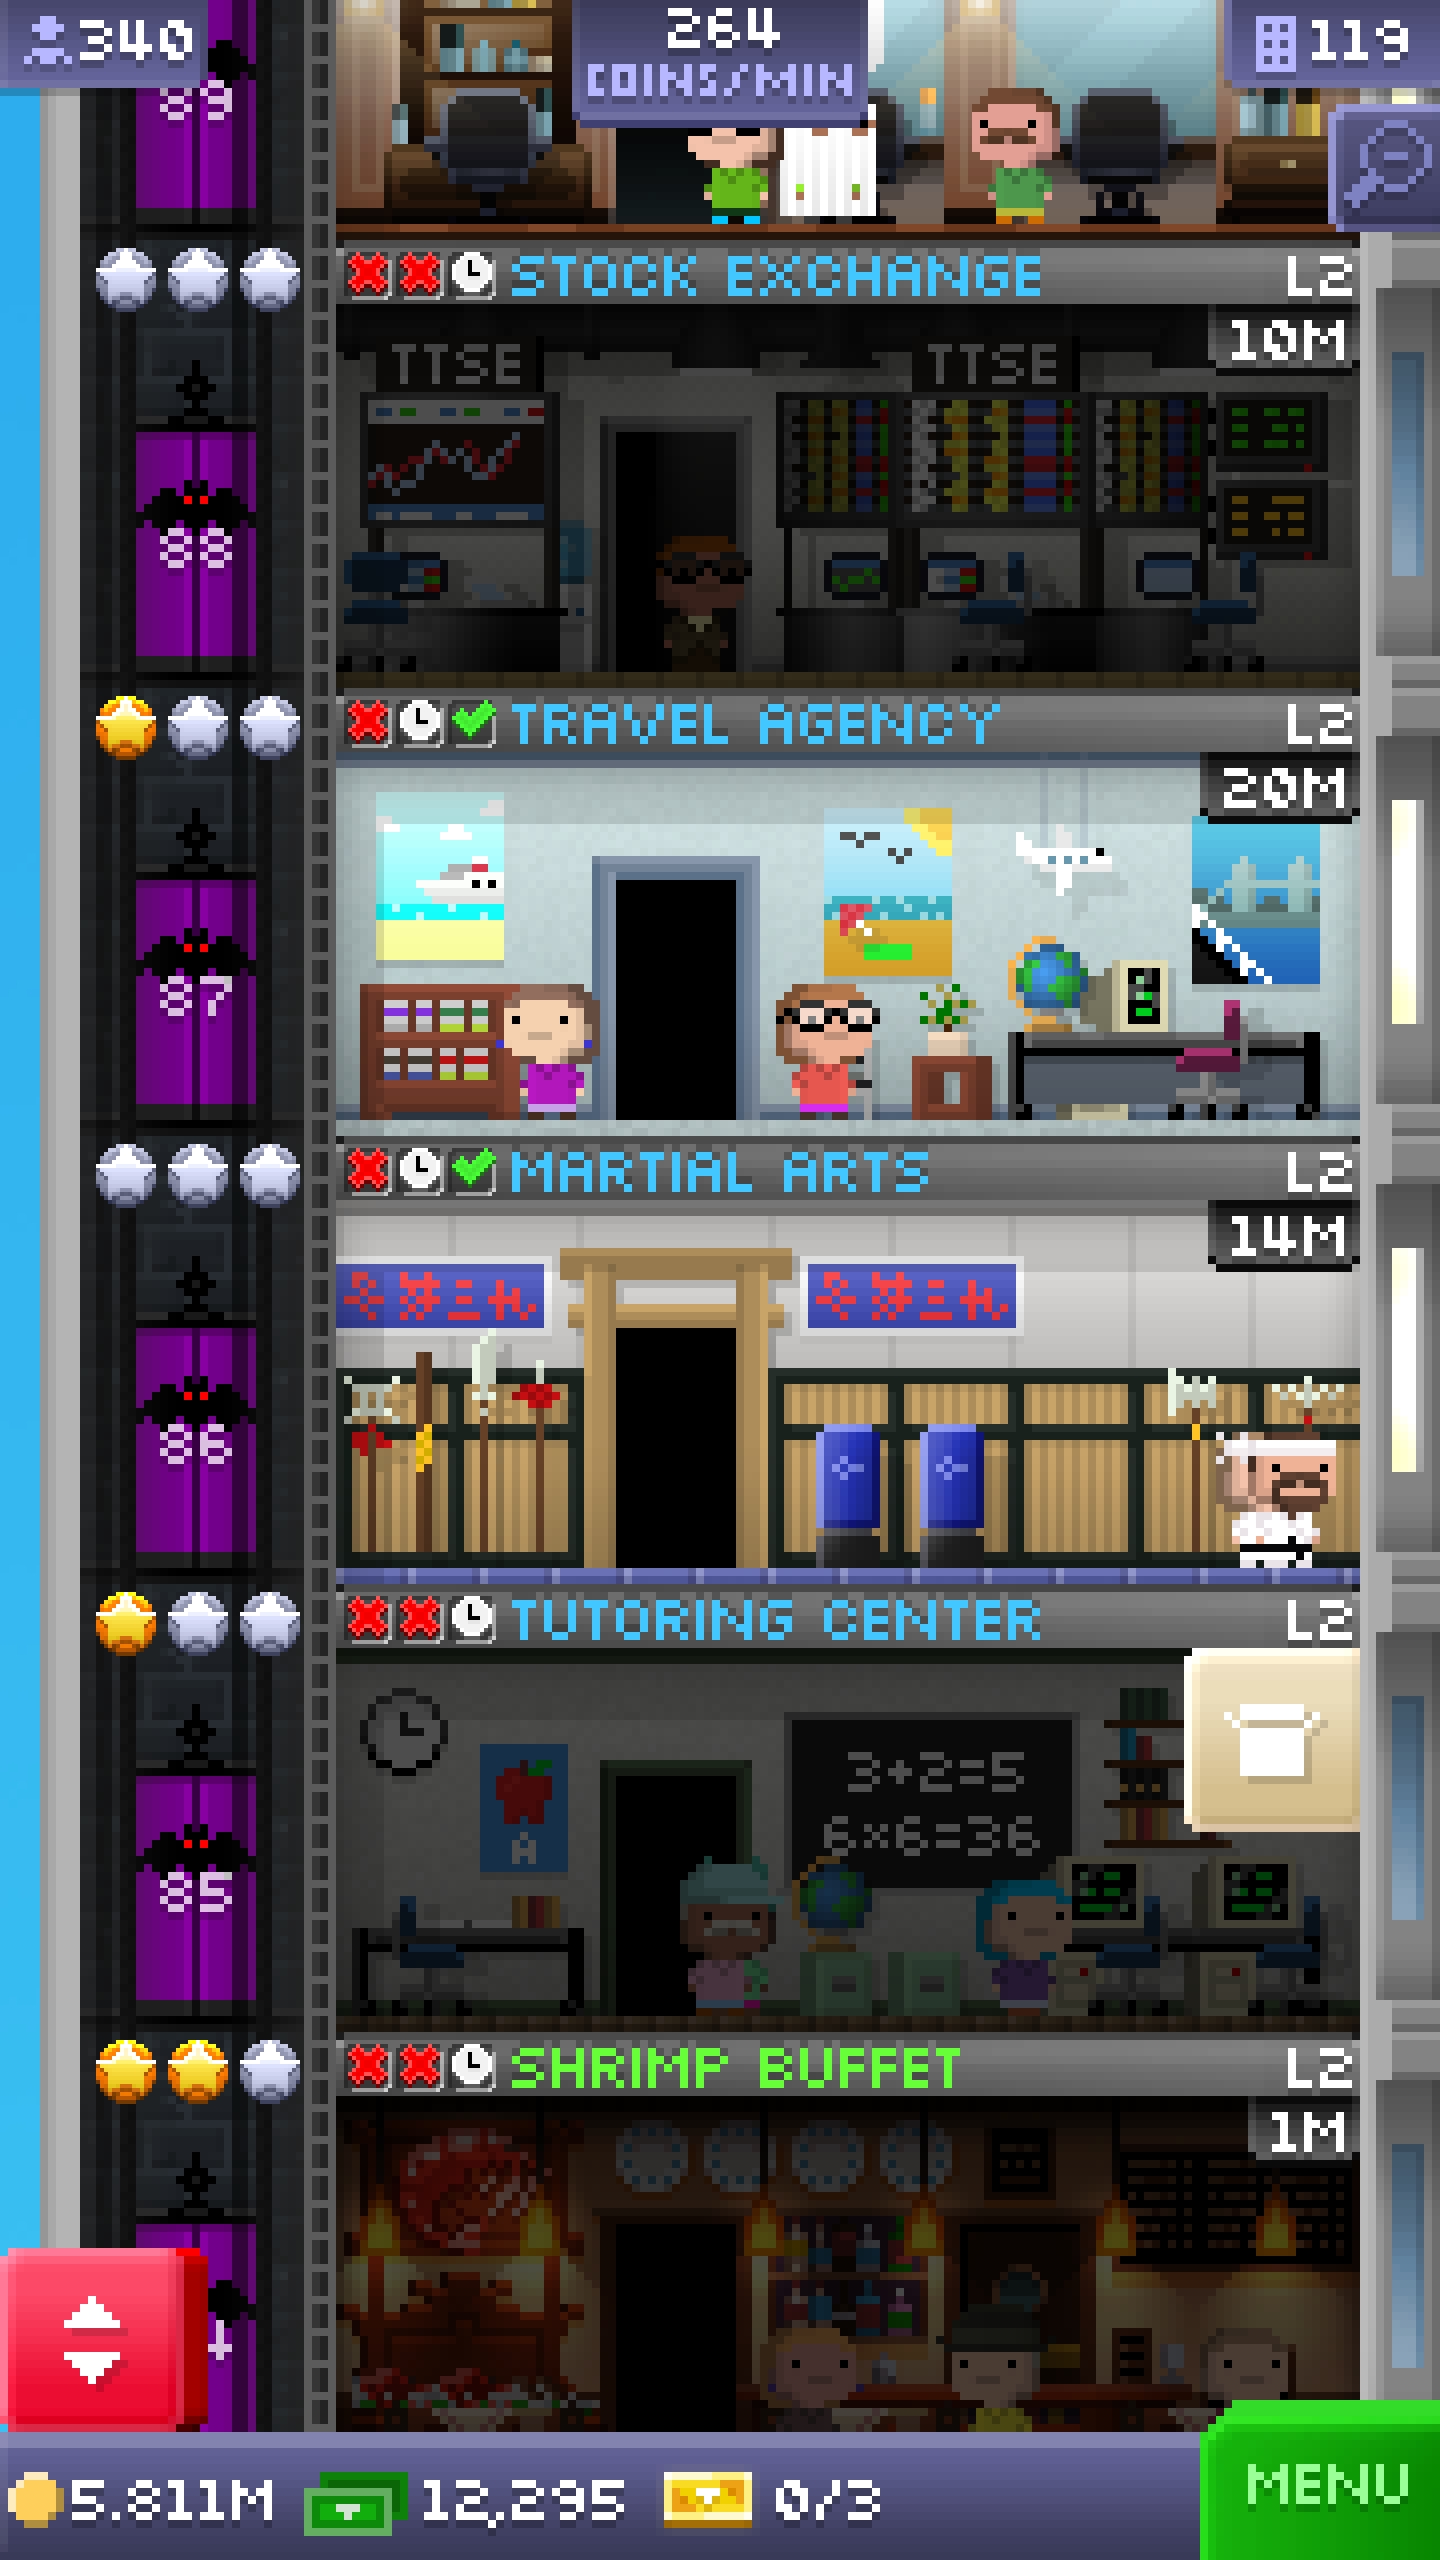 340
264
COINS/MIN
119
89
STOCK EXCHANGE
L2
10M
TTSE
TTSE
88
TRAVEL AGENCY
L2
20M
87
MARTIAL ARTS
L2
14M
86
TUTORING CENTER
L2
3+2=5
6×6=36
A
85
SHRIMP BUFFET
L2
1M
5.811M
12,295
0/3
MENU